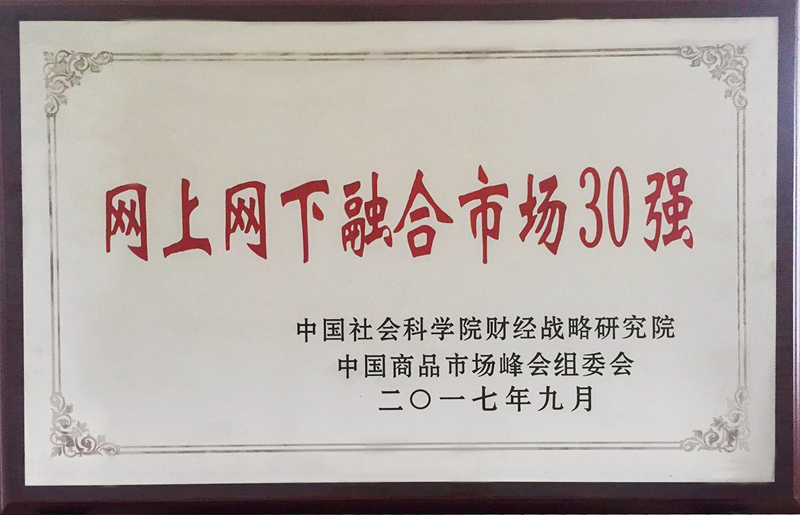 网上网下融合市场30强
中国社会科学院财经战略研究院
中国商品市场峰会组委会
二〇一七年九月